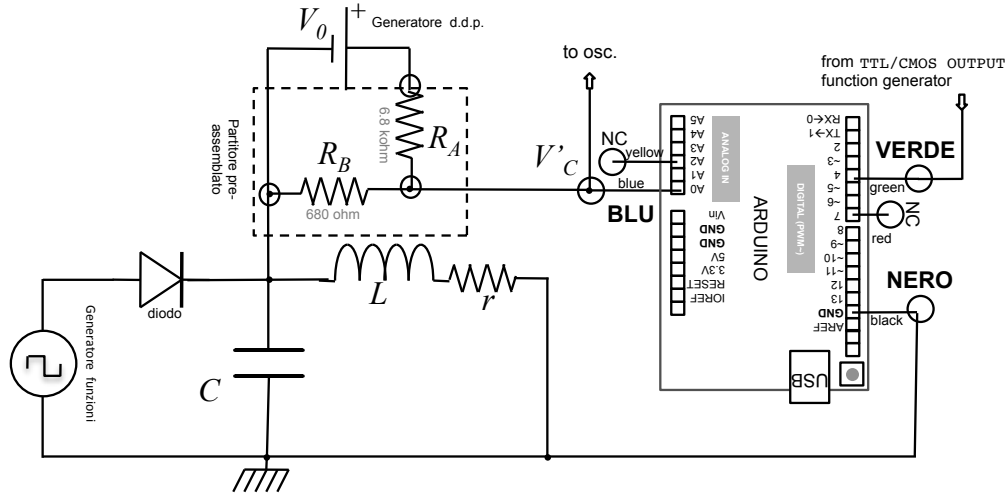 V₀
+
Generatore d.d.p.
Partitore pre-
assemblato
6.8 kohm
R_A
R_B
680 ohm
diodo
L
r
C
Generatore funzioni
to osc.
V'_C
NC
yellow
blue
BLU
A5
A4
A3
A2
A1
A0
ANALOG IN
Vin
GND
GND
5V
3.3V
RESET
IOREF
ARDUINO
DIGITAL (PWM~)
RX←0
TX→1
2
~3
4
~5
~6
7
8
~9
~10
~11
12
13
GND
AREF
USB
from TTL/CMOS OUTPUT
function generator
VERDE
green
NC
red
NERO
black